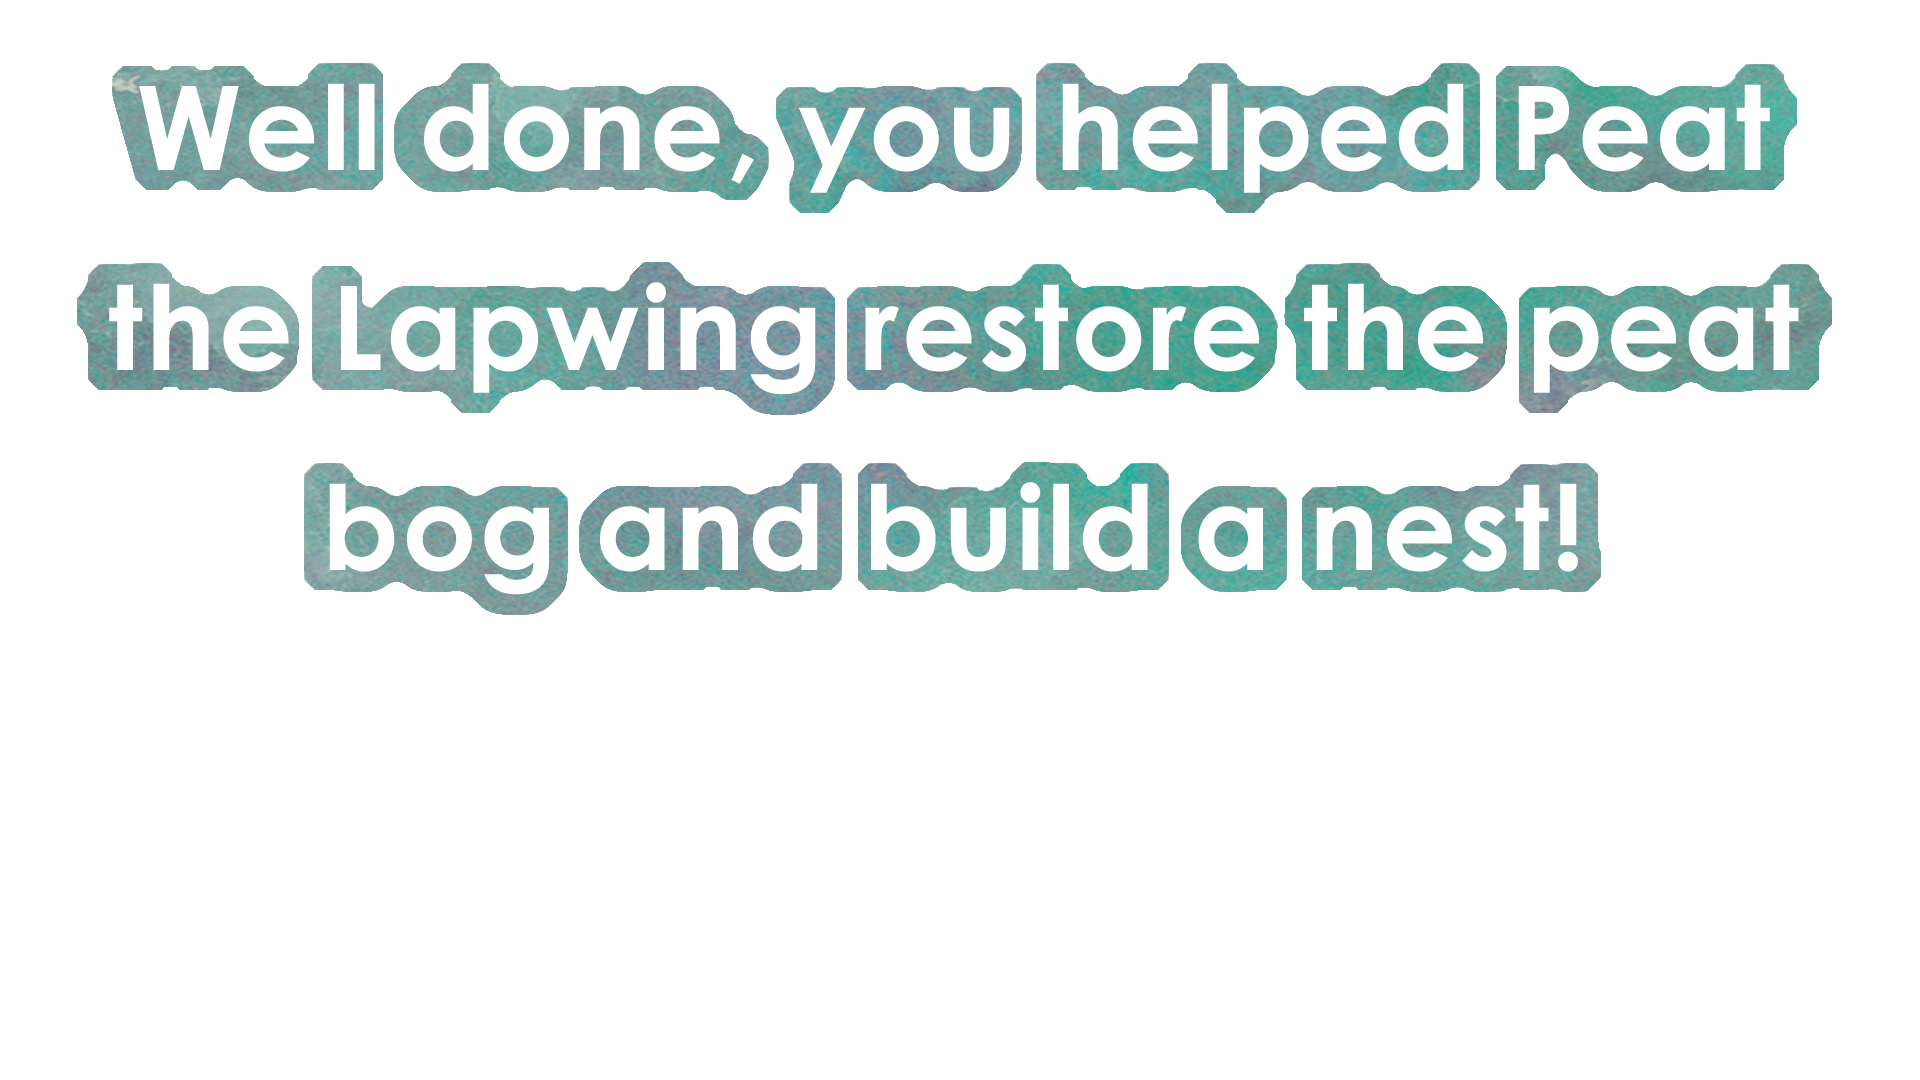 Well done, you helped Peat
the Lapwing restore the peat
bog and build a nest!